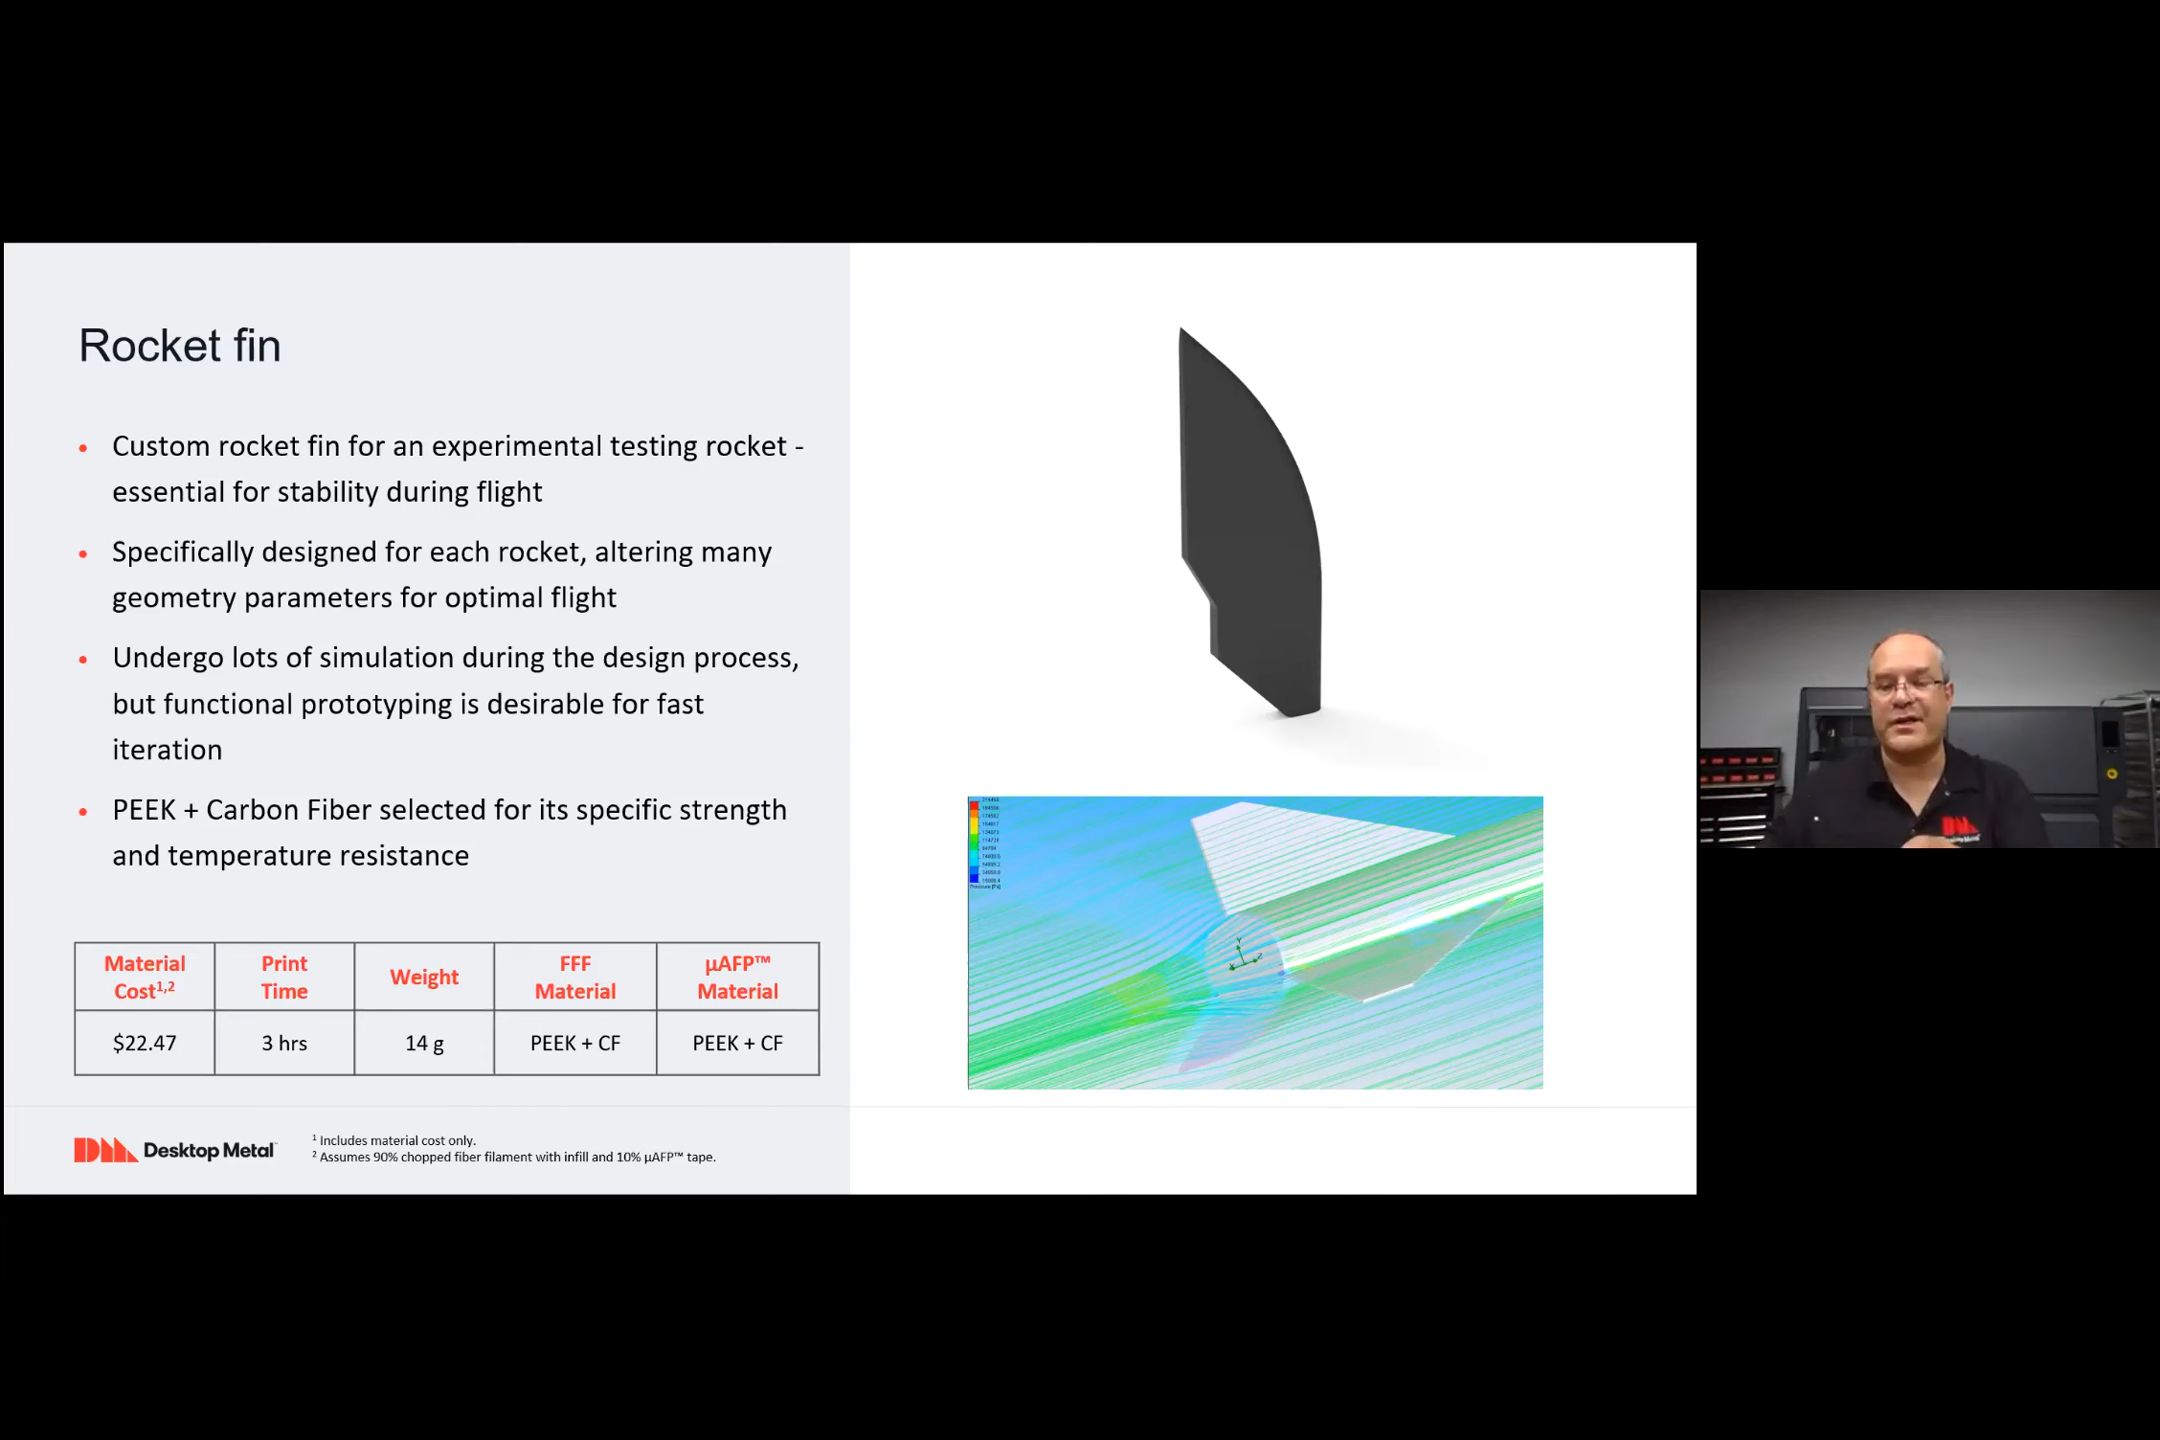 Rocket fin
• Custom rocket fin for an experimental testing rocket -
essential for stability during flight
• Specifically designed for each rocket, altering many
geometry parameters for optimal flight
• Undergo lots of simulation during the design process,
but functional prototyping is desirable for fast
iteration
• PEEK + Carbon Fiber selected for its specific strength
and temperature resistance
Material Cost1,2 Print Time Weight FFF Material µAFP™ Material
$22.47 3 hrs 14 g PEEK + CF PEEK + CF
Desktop Metal
1 Includes material cost only.
2 Assumes 90% chopped fiber filament with infill and 10% µAFP™ tape.
Pressure [Pa]
Y
X
Z